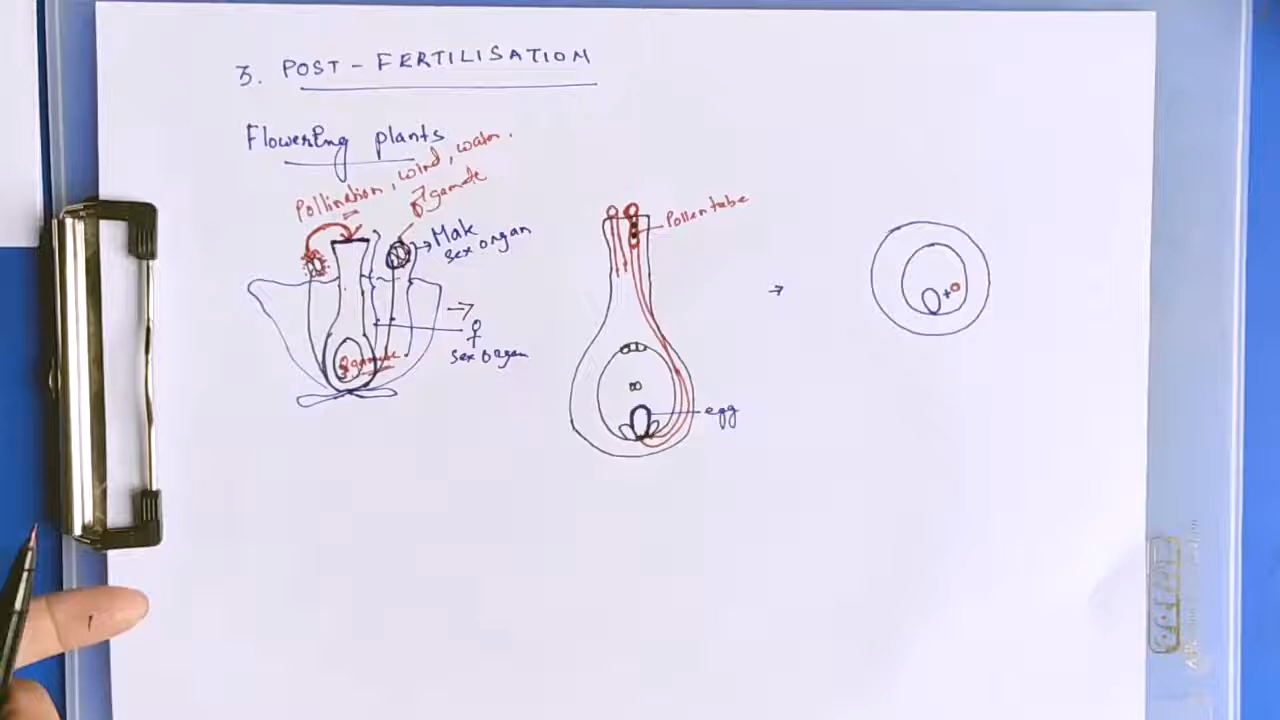 3. POST - FERTILISATION
Flowering plants
Pollination, wind, water.
♂ gamete
Male
sex organ
Pollen tube
♀
sex organ
♀ gamete
egg